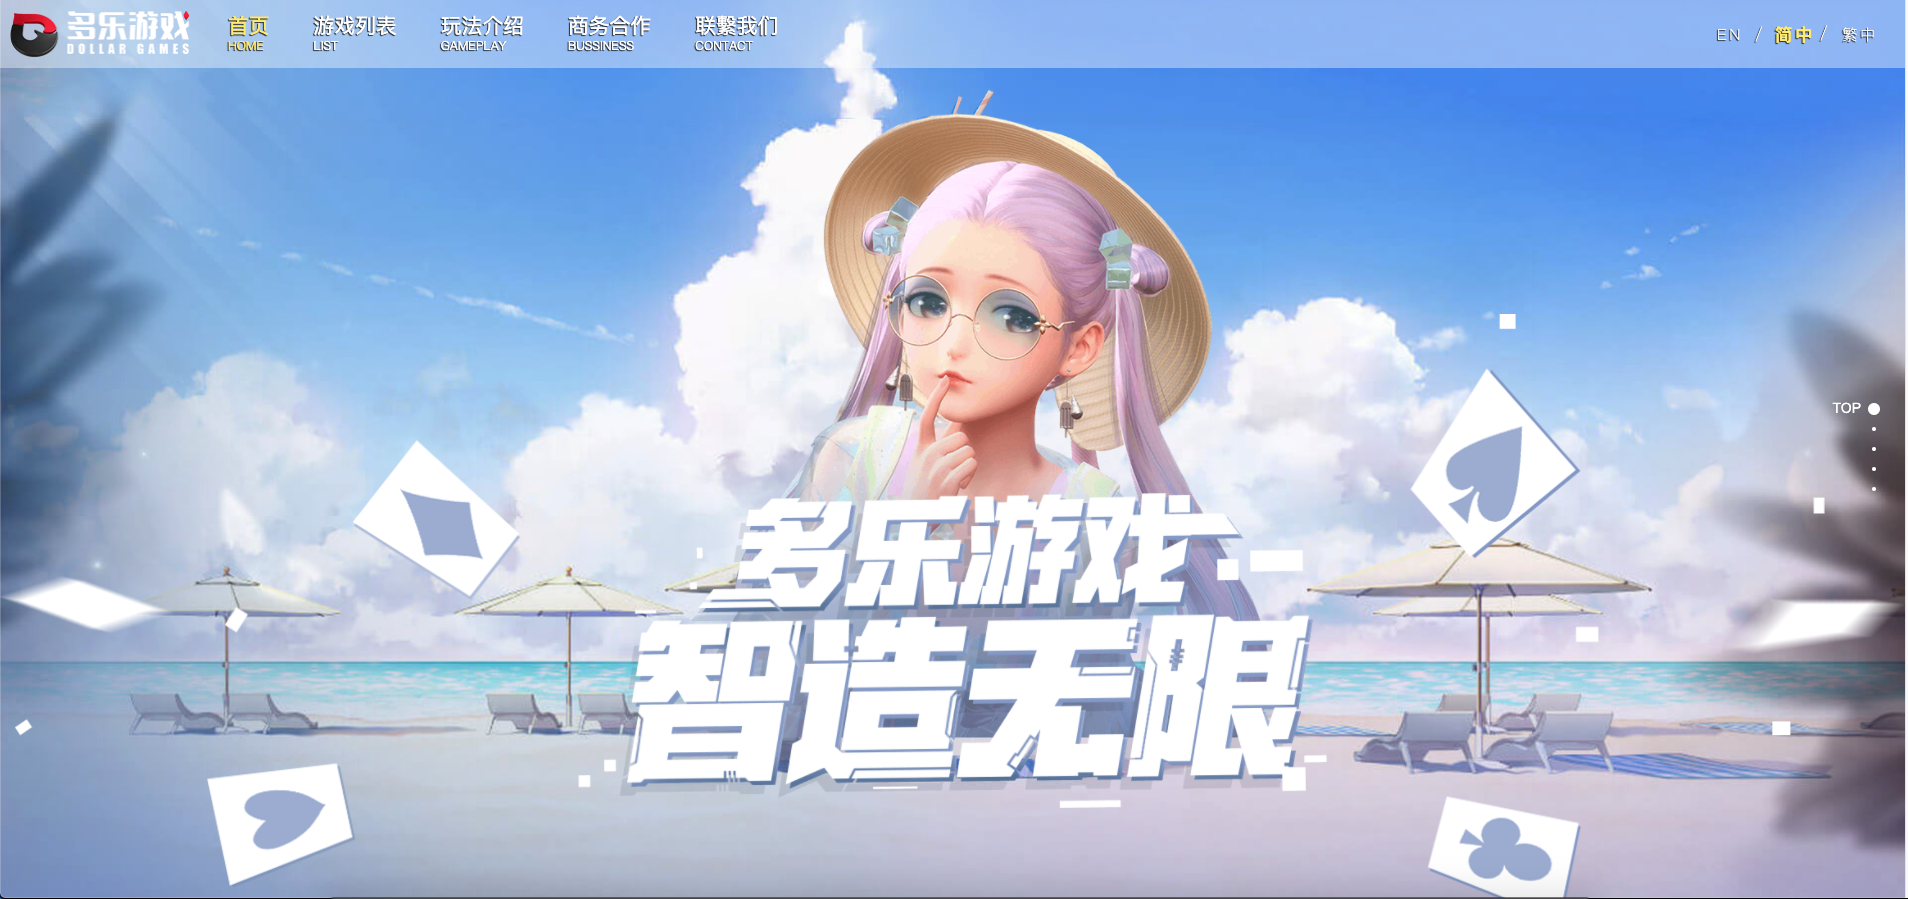 多乐游戏
DOLLAR GAMES
首页
HOME
游戏列表
LIST
玩法介绍
GAMEPLAY
商务合作
BUSSINESS
联繫我们
CONTACT
EN / 简中 / 繁中
TOP
多乐游戏
智造无限